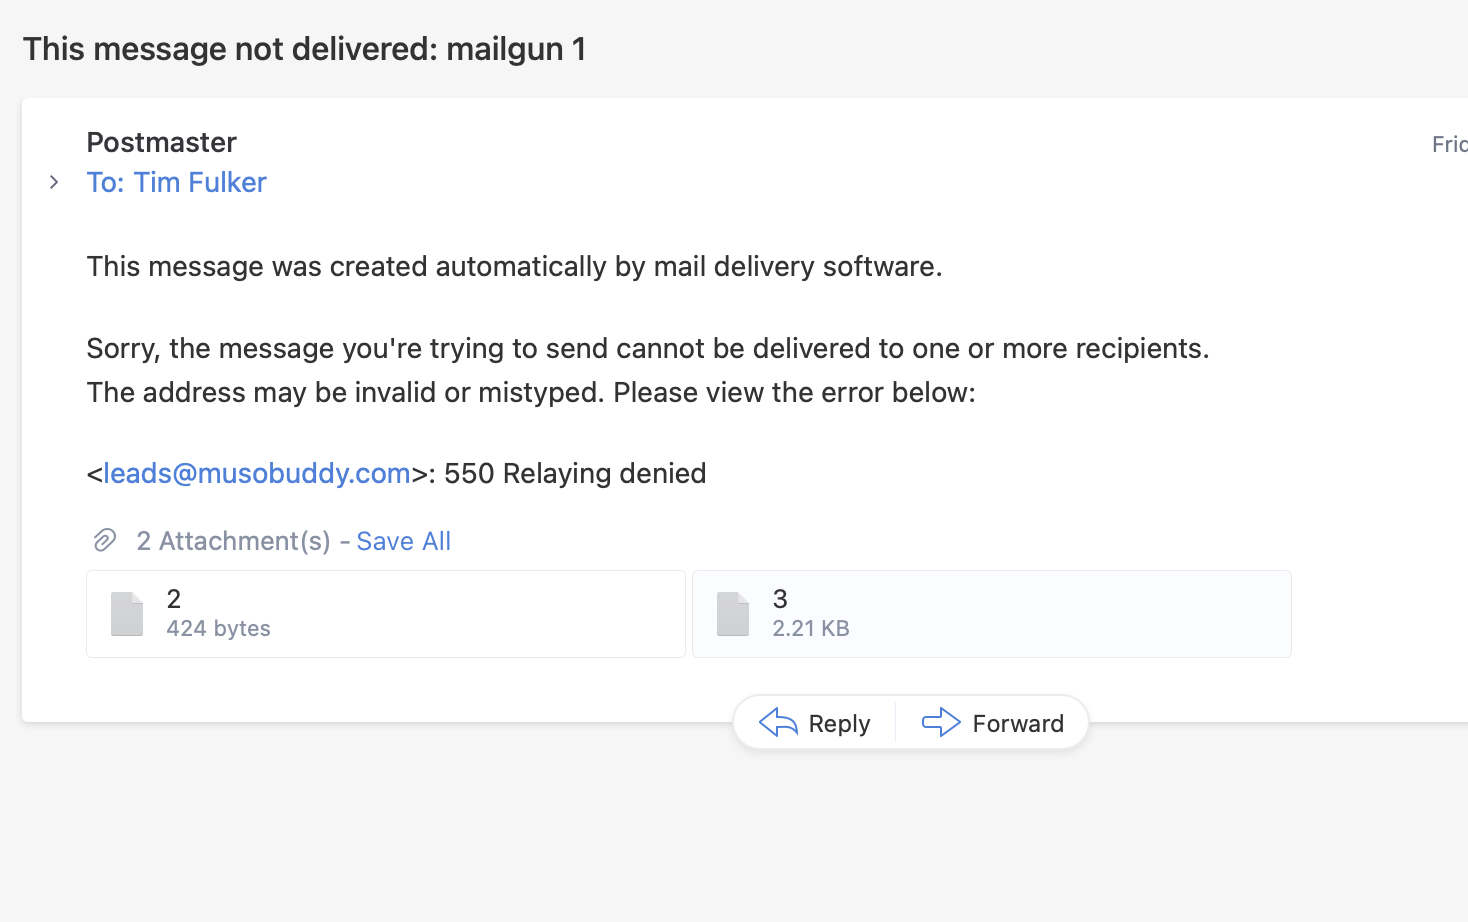 This message not delivered: mailgun 1
Postmaster
Fri
To: Tim Fulker
This message was created automatically by mail delivery software.
Sorry, the message you're trying to send cannot be delivered to one or more recipients.
The address may be invalid or mistyped. Please view the error below:
<leads@musobuddy.com>: 550 Relaying denied
2 Attachment(s) - Save All
2
424 bytes
3
2.21 KB
Reply
Forward